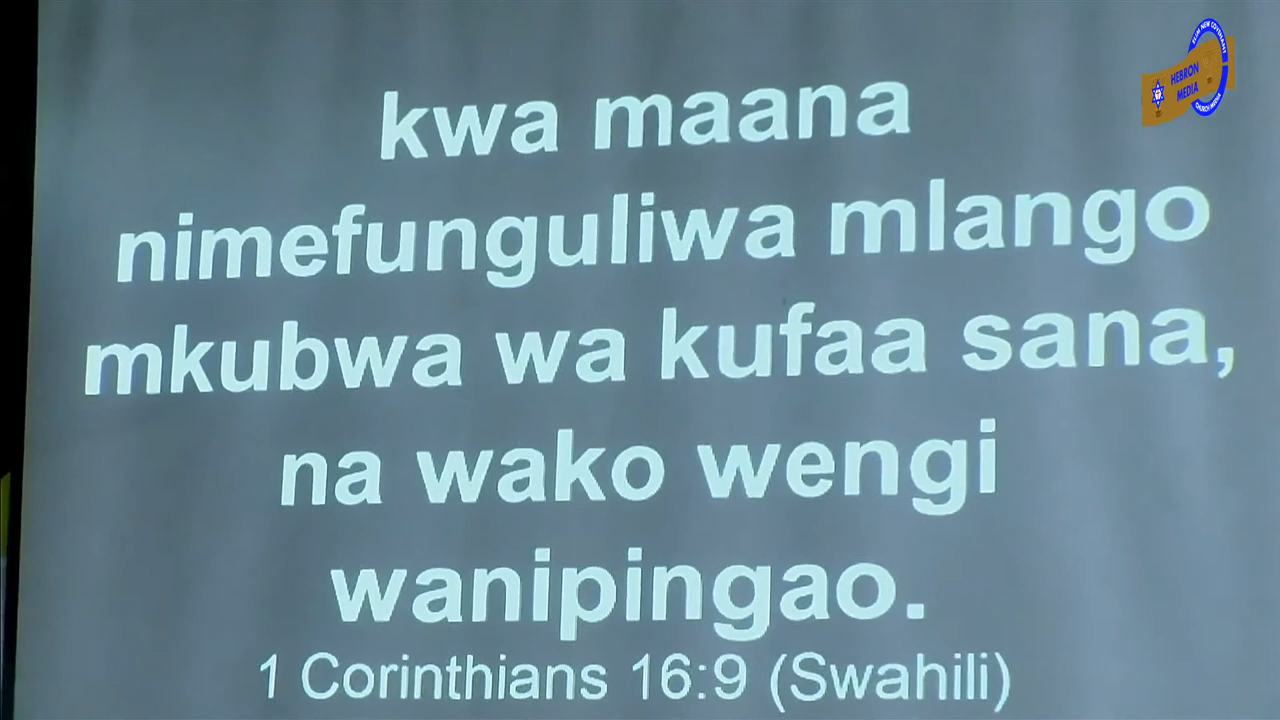 kwa maana
nimefunguliwa mlango
mkubwa wa kufaa sana,
na wako wengi
wanipingao.
1 Corinthians 16:9 (Swahili)
HEBRON
MEDIA